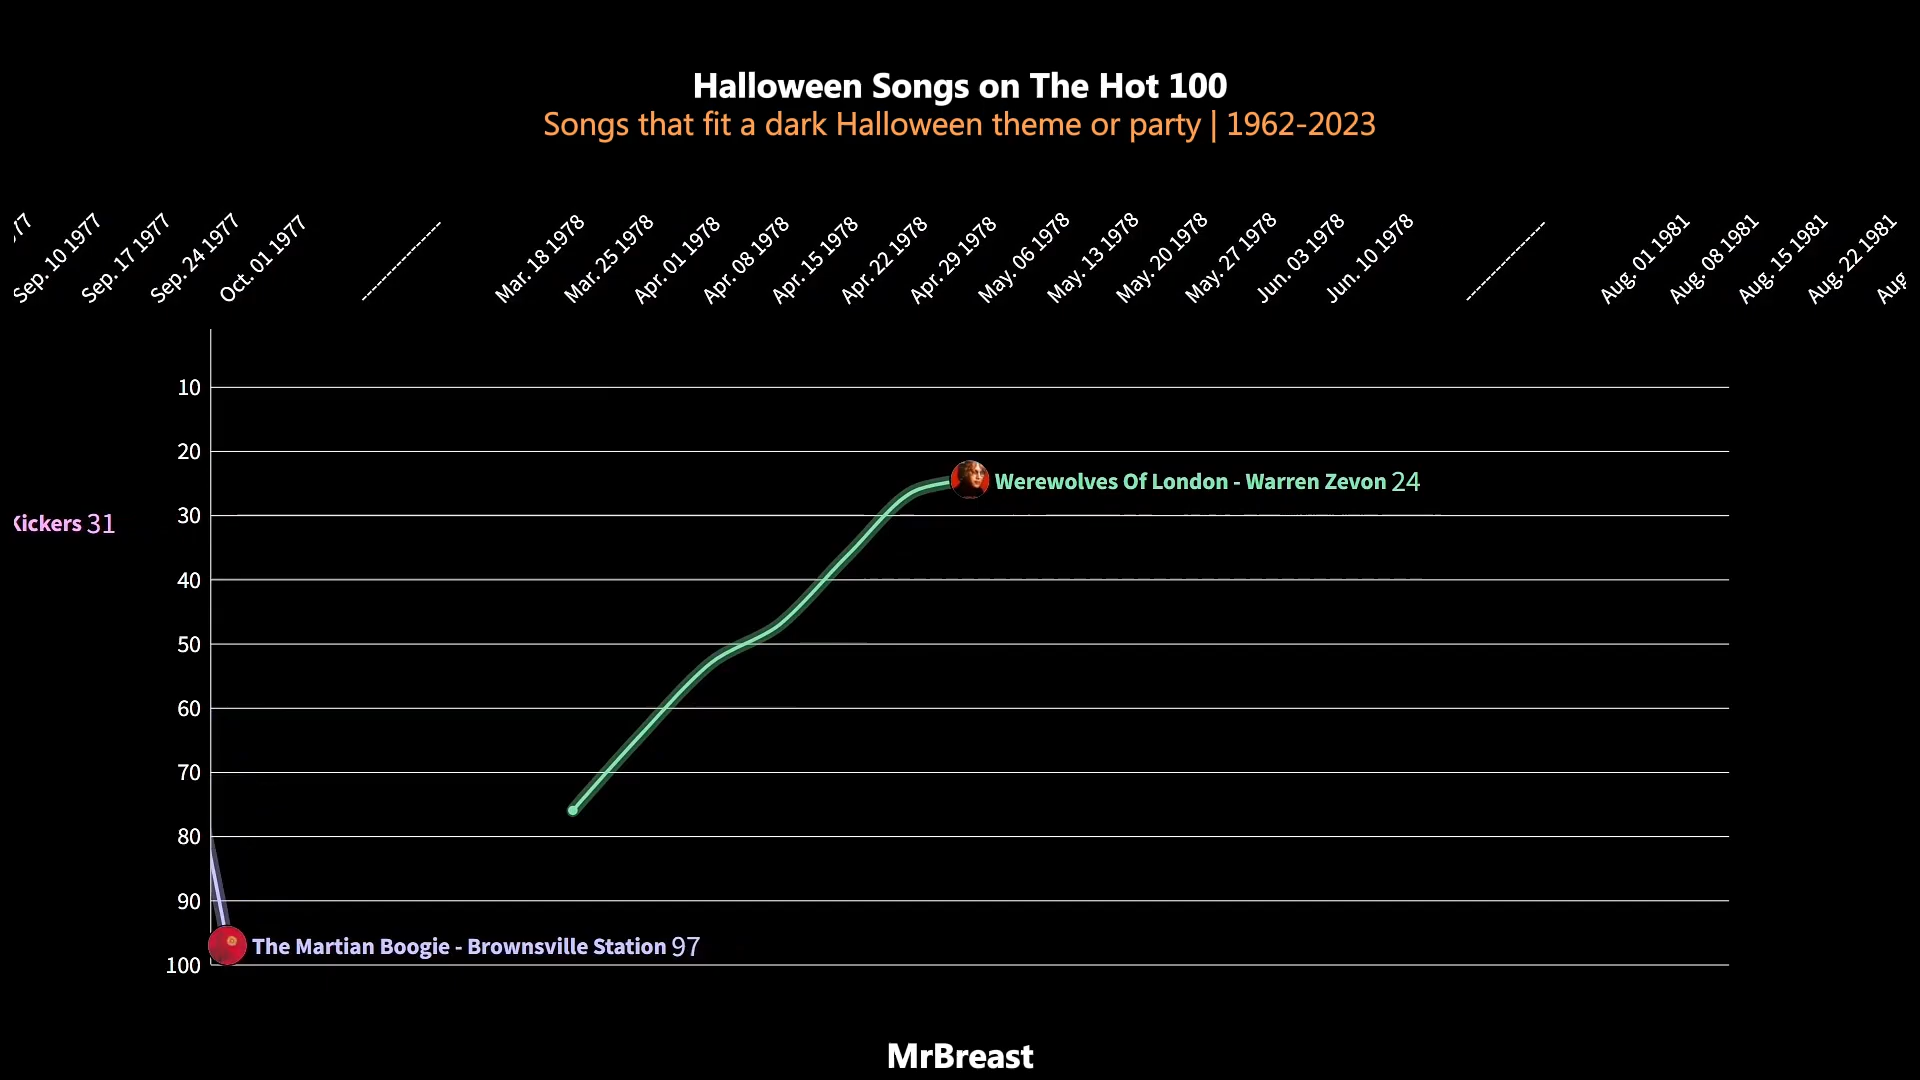 Halloween Songs on The Hot 100
Songs that fit a dark Halloween theme or party | 1962-2023
77
Sep. 10 1977
Sep. 17 1977
Sep. 24 1977
Oct. 01 1977
Mar. 18 1978
Mar. 25 1978
Apr. 01 1978
Apr. 08 1978
Apr. 15 1978
Apr. 22 1978
Apr. 29 1978
May. 06 1978
May. 13 1978
May. 20 1978
May. 27 1978
Jun. 03 1978
Jun. 10 1978
Aug. 01 1981
Aug. 08 1981
Aug. 15 1981
Aug. 22 1981
Aug
10
20
Werewolves Of London - Warren Zevon 24
30
Kickers 31
40
50
60
70
80
90
The Martian Boogie - Brownsville Station 97
100
MrBreast